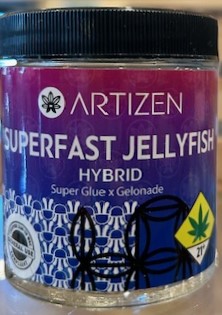 ARTIZEN
SUPERFAST JELLYFISH
HYBRID
Super Glue x Gelonade
21+